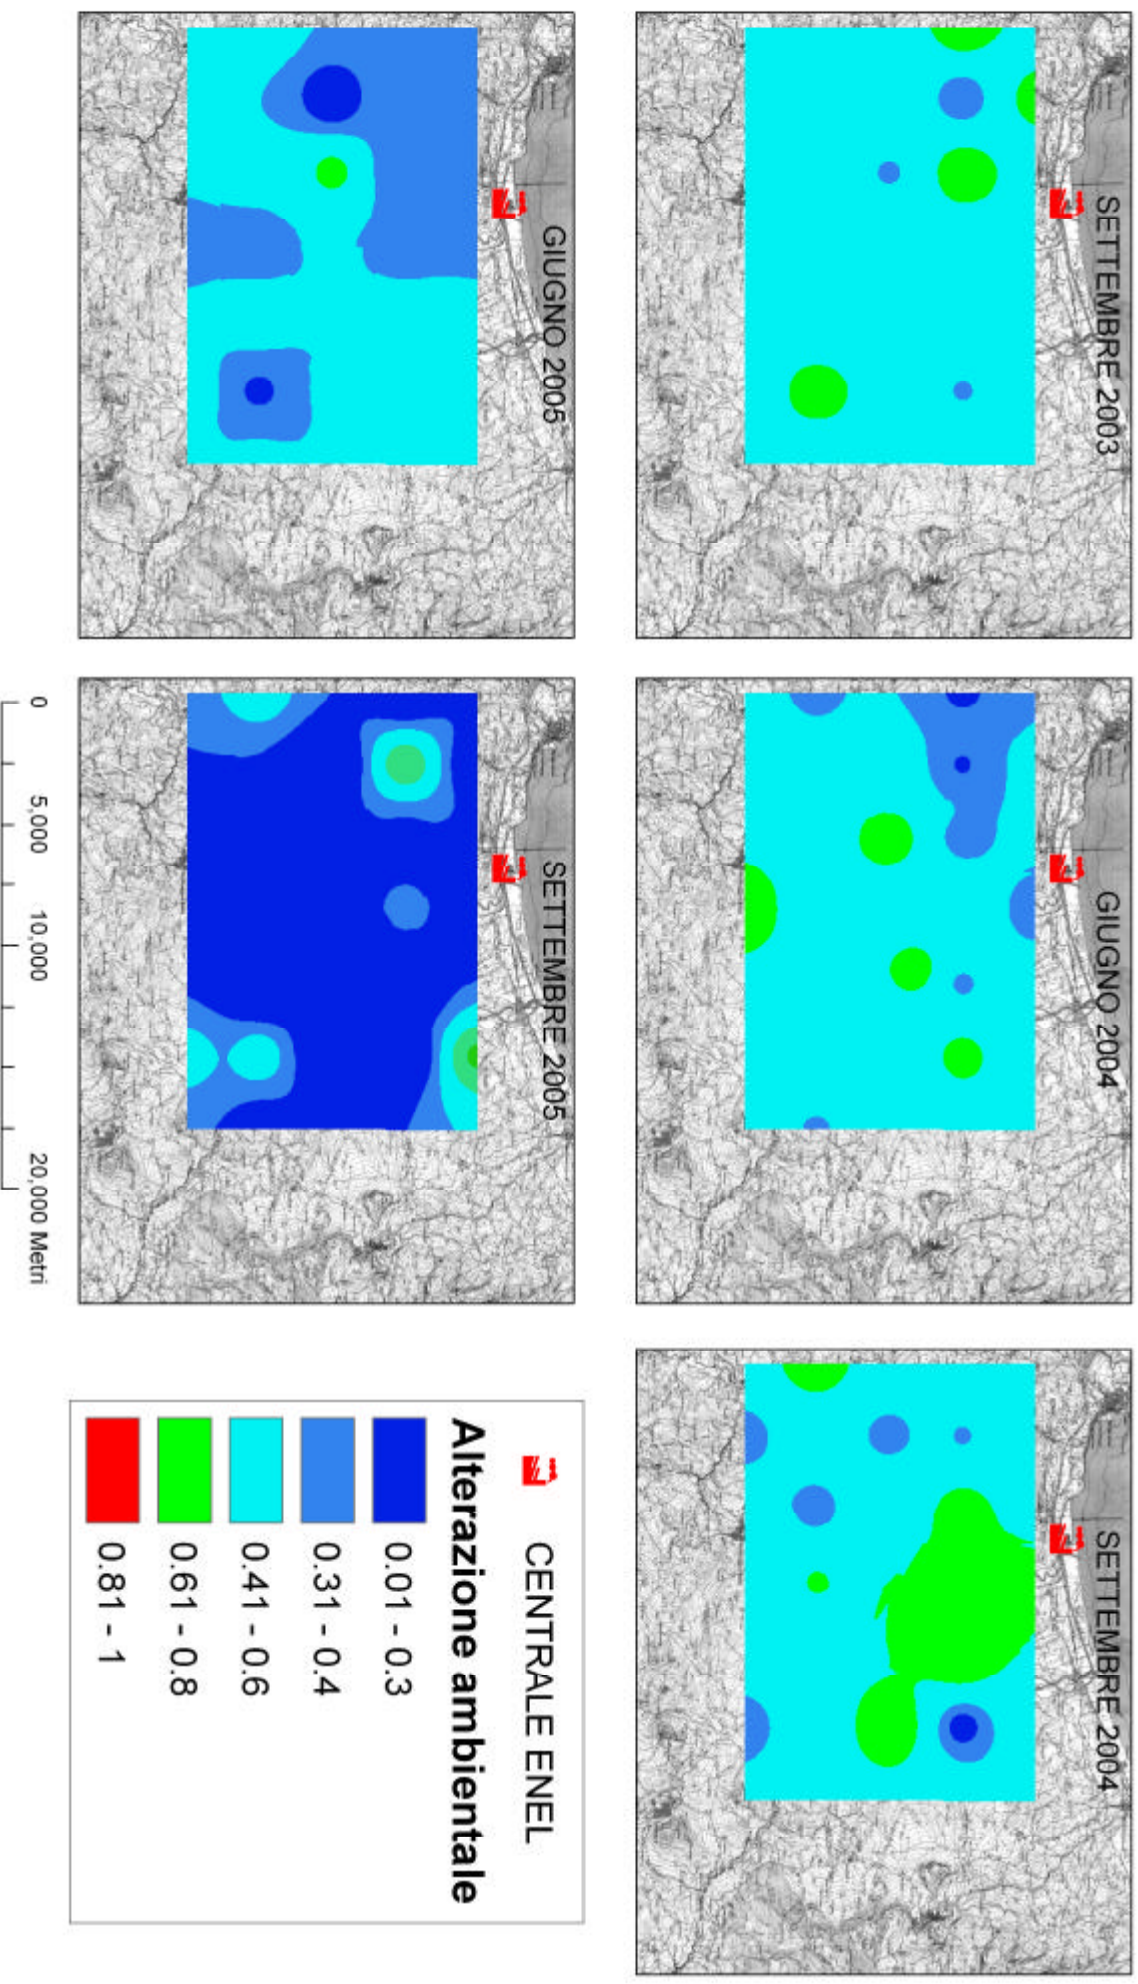 SETTEMBRE 2003
GIUGNO 2004
SETTEMBRE 2004
GIUGNO 2005
SETTEMBRE 2005
CENTRALE ENEL
Alterazione ambientale
0.01 - 0.3
0.31 - 0.4
0.41 - 0.6
0.61 - 0.8
0.81 - 1
0 5,000 10,000 20,000 Metri